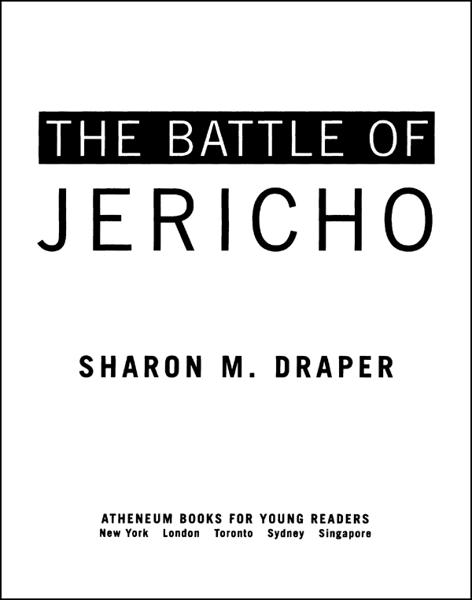 THE BATTLE OF
JERICHO
SHARON M. DRAPER
ATHENEUM BOOKS FOR YOUNG READERS
New York London Toronto Sydney Singapore